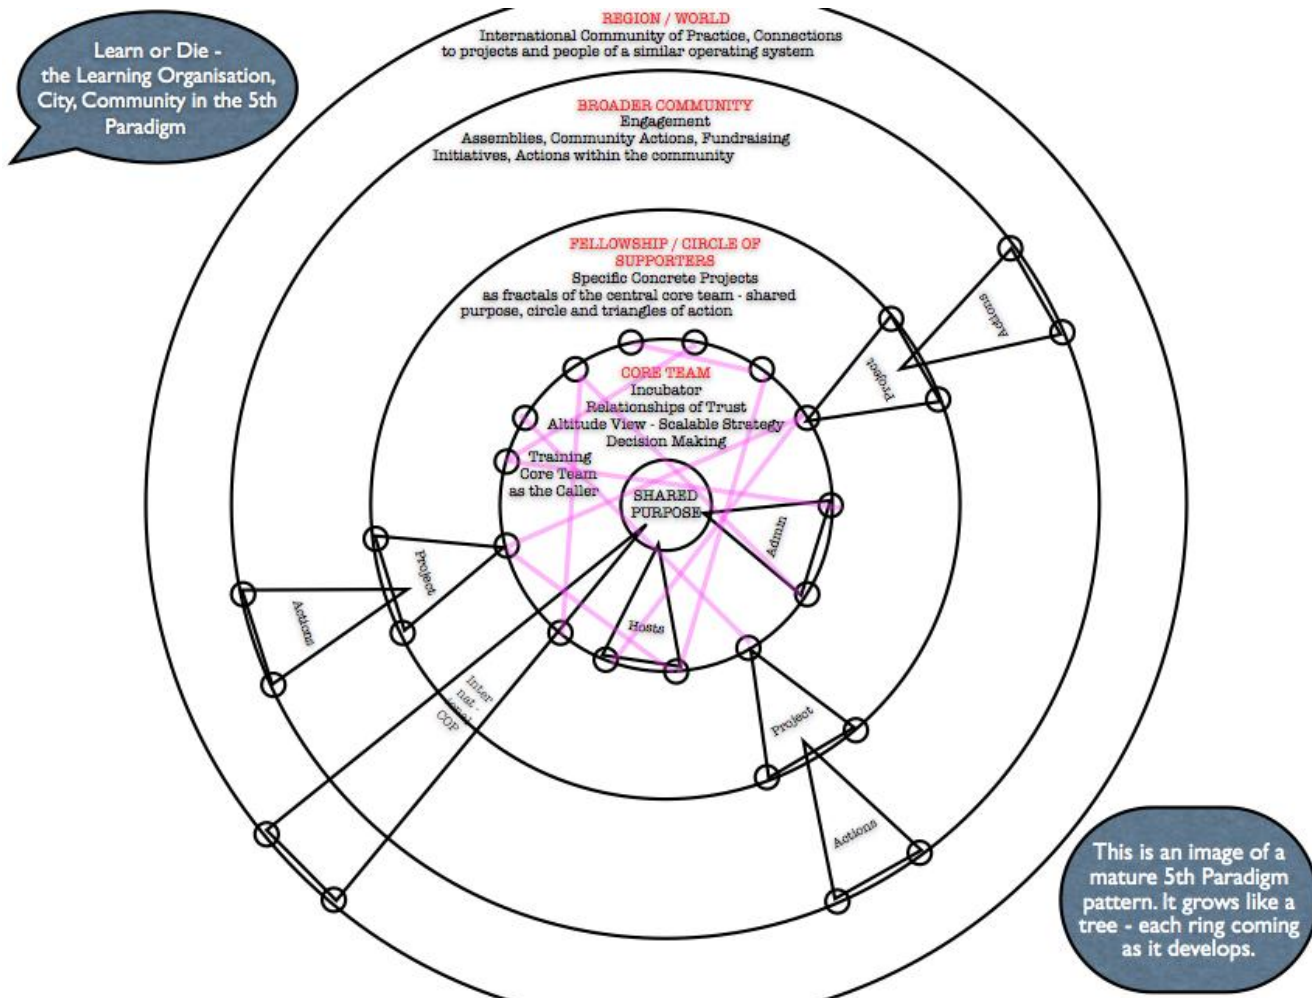 Learn or Die -
the Learning Organisation,
City, Community in the 5th
Paradigm
REGION / WORLD
International Community of Practice, Connections
to projects and people of a similar operating system
BROADER COMMUNITY
Engagement
Assemblies, Community Actions, Fundraising
Initiatives, Actions within the community
FELLOWSHIP / CIRCLE OF
SUPPORTERS
Specific Concrete Projects
as fractals of the central core team - shared
purpose, circle and triangles of action
CORE TEAM
Incubator
Relationships of Trust
Altitude View - Scalable Strategy
Decision Making
Training
Core Team
as the Caller
SHARED
PURPOSE
Actions
Project
Admin
Project
Actions
Hosts
Inter
nat -
ional
COP
Project
Actions
This is an image of a
mature 5th Paradigm
pattern. It grows like a
tree - each ring coming
as it develops.